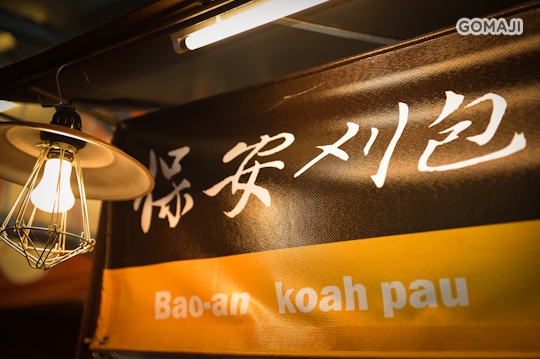 GOMAJI
保安刈包
Bao-an koah pau